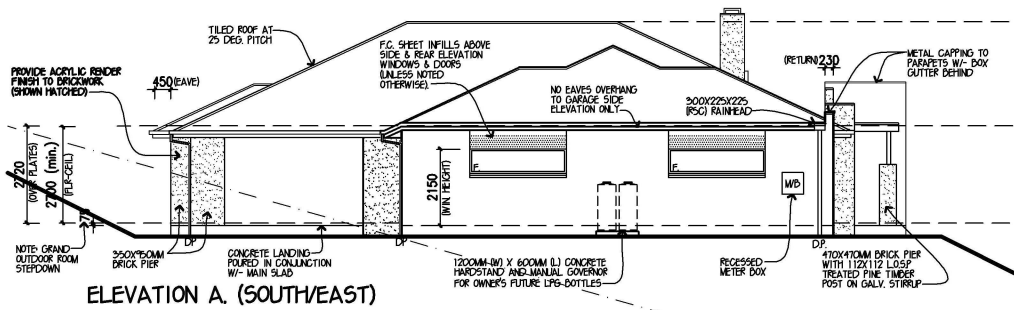 TILED ROOF AT
25 DEG. PITCH
F.C. SHEET INFILLS ABOVE
SIDE & REAR ELEVATION
WINDOWS & DOORS
(UNLESS NOTED
OTHERWISE).
(RETURN) 230
METAL CAPPING TO
PARAPETS W/- BOX
GUTTER BEHIND
PROVIDE ACRYLIC RENDER
FINISH TO BRICKWORK
(SHOWN HATCHED)
450 (EAVE)
NO EAVES OVERHANG
TO GARAGE SIDE
ELEVATION ONLY
300X225X225
(RSC) RAINHEAD
2720
(OVER PLATES)
2700 (min.)
(FLR-CEIL)
2150
(WIN. HEIGHT)
F.
F.
M/B
NOTE: GRAND
OUTDOOR ROOM
STEPDOWN
350X950MM
BRICK PIER
D.P.
CONCRETE LANDING
POURED IN CONJUNCTION
W/- MAIN SLAB
D.P.
1200MM (W) X 600MM (L) CONCRETE
HARDSTAND AND MANUAL GOVERNOR
FOR OWNER'S FUTURE LPG BOTTLES
RECESSED
METER BOX
D.P.
470X470MM BRICK PIER
WITH 112X112 L.O.S.P
TREATED PINE TIMBER
POST ON GALV. STIRRUP
ELEVATION A. (SOUTH/EAST)